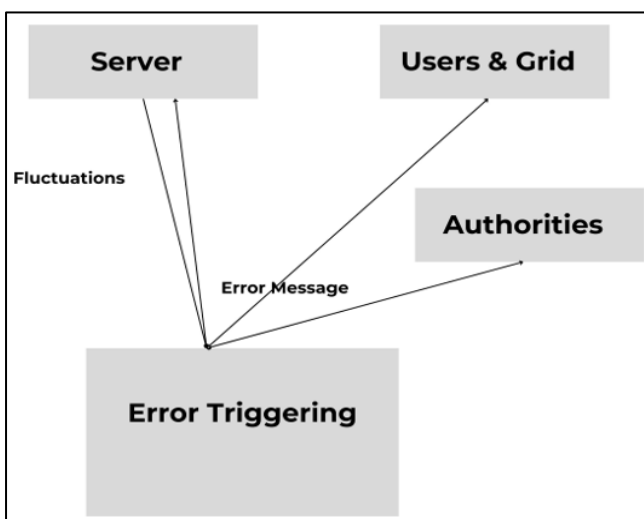 Server
Users & Grid
Fluctuations
Authorities
Error Message
Error Triggering